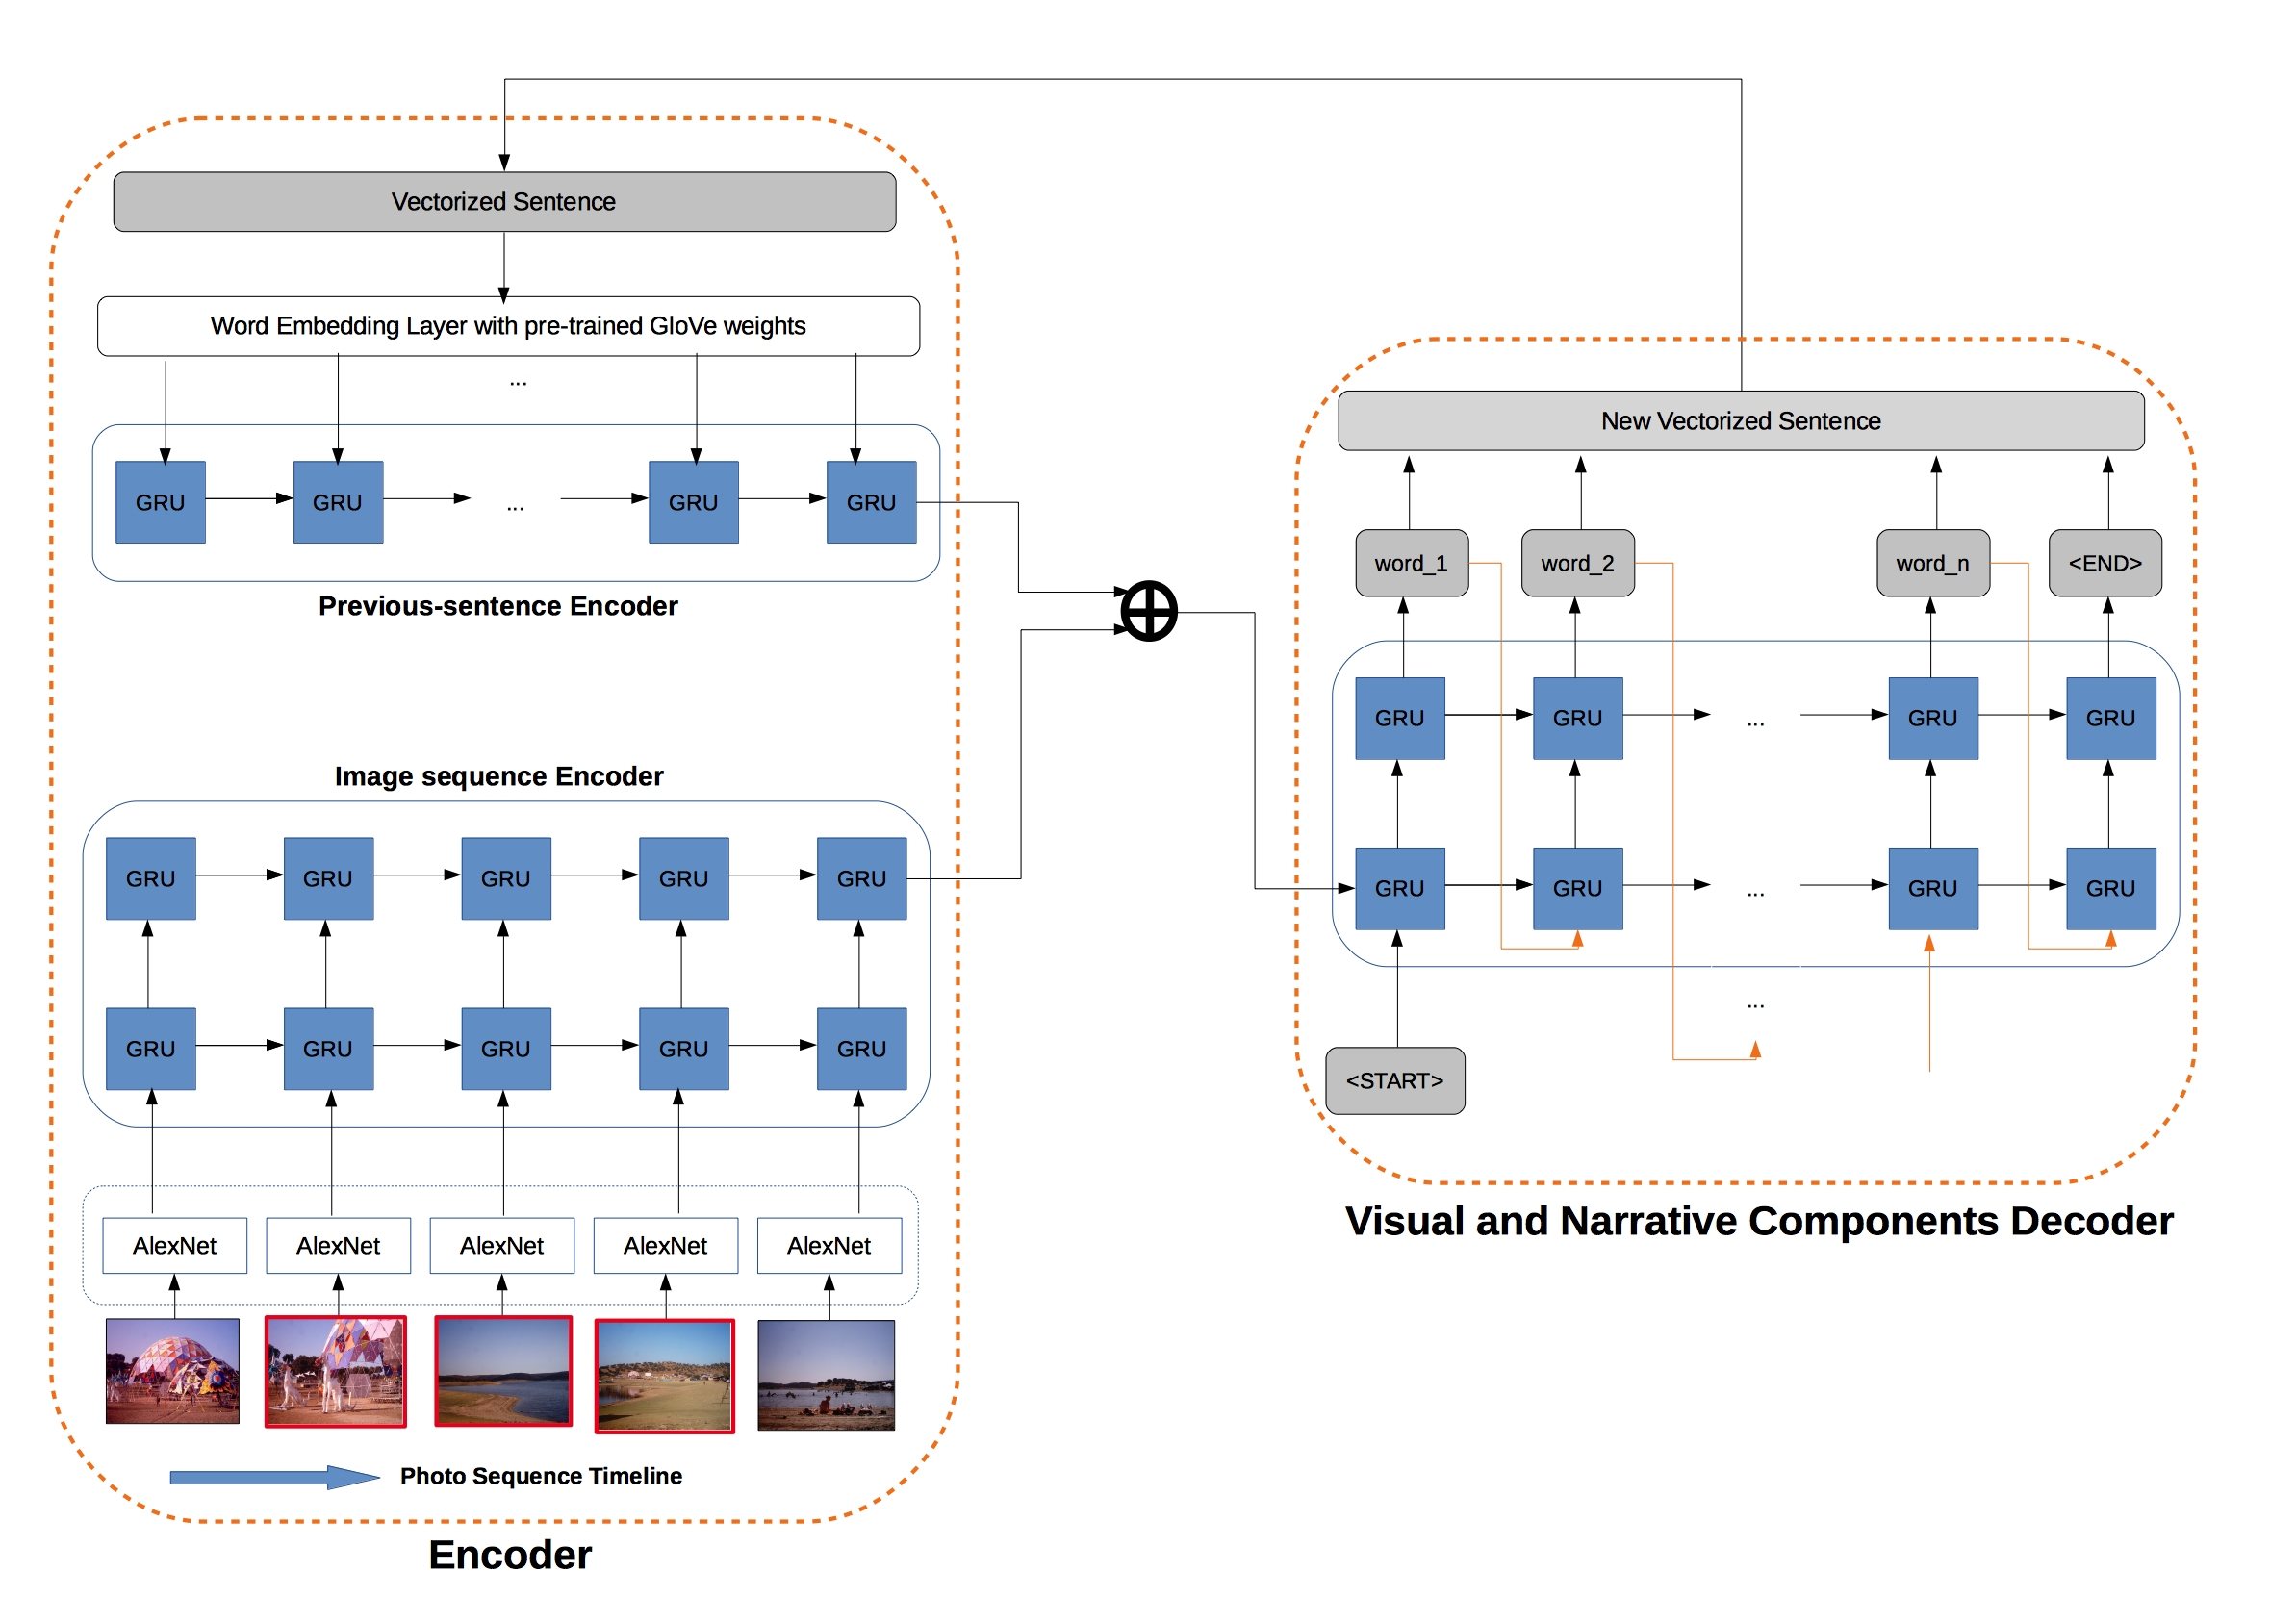 Vectorized Sentence
Word Embedding Layer with pre-trained GloVe weights
...
GRU GRU ... GRU GRU
Previous-sentence Encoder
Image sequence Encoder
GRU GRU GRU GRU GRU
GRU GRU GRU GRU GRU
AlexNet AlexNet AlexNet AlexNet AlexNet
Photo Sequence Timeline
Encoder
New Vectorized Sentence
word_1 word_2 word_n <END>
GRU GRU ... GRU GRU
GRU GRU ... GRU GRU
...
<START>
Visual and Narrative Components Decoder